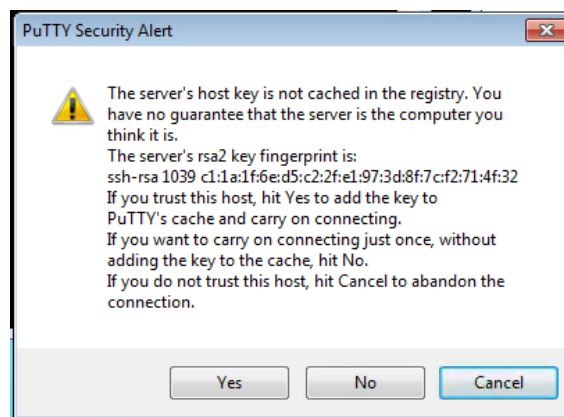 PuTTY Security Alert
The server's host key is not cached in the registry. You
have no guarantee that the server is the computer you
think it is.
The server's rsa2 key fingerprint is:
ssh-rsa 1039 c1:1a:1f:6e:d5:c2:2f:e1:97:3d:8f:7c:f2:71:4f:32
If you trust this host, hit Yes to add the key to
PuTTY's cache and carry on connecting.
If you want to carry on connecting just once, without
adding the key to the cache, hit No.
If you do not trust this host, hit Cancel to abandon the
connection.
Yes
No
Cancel